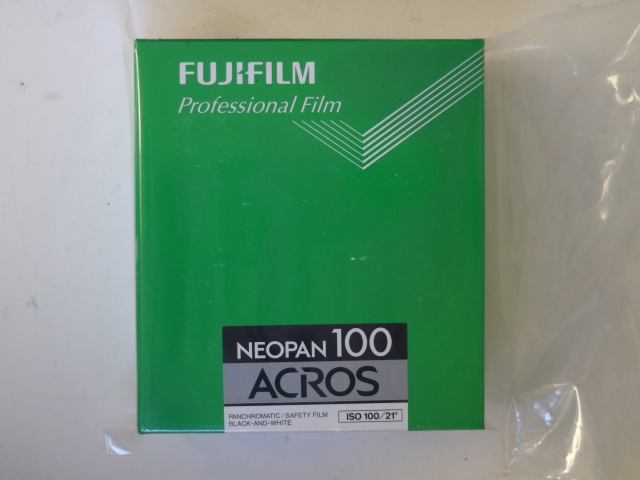 FUJIFILM
Professional Film
NEOPAN 100
ACROS
PANCHROMATIC/SAFETY FILM
BLACK-AND-WHITE
ISO 100/21°